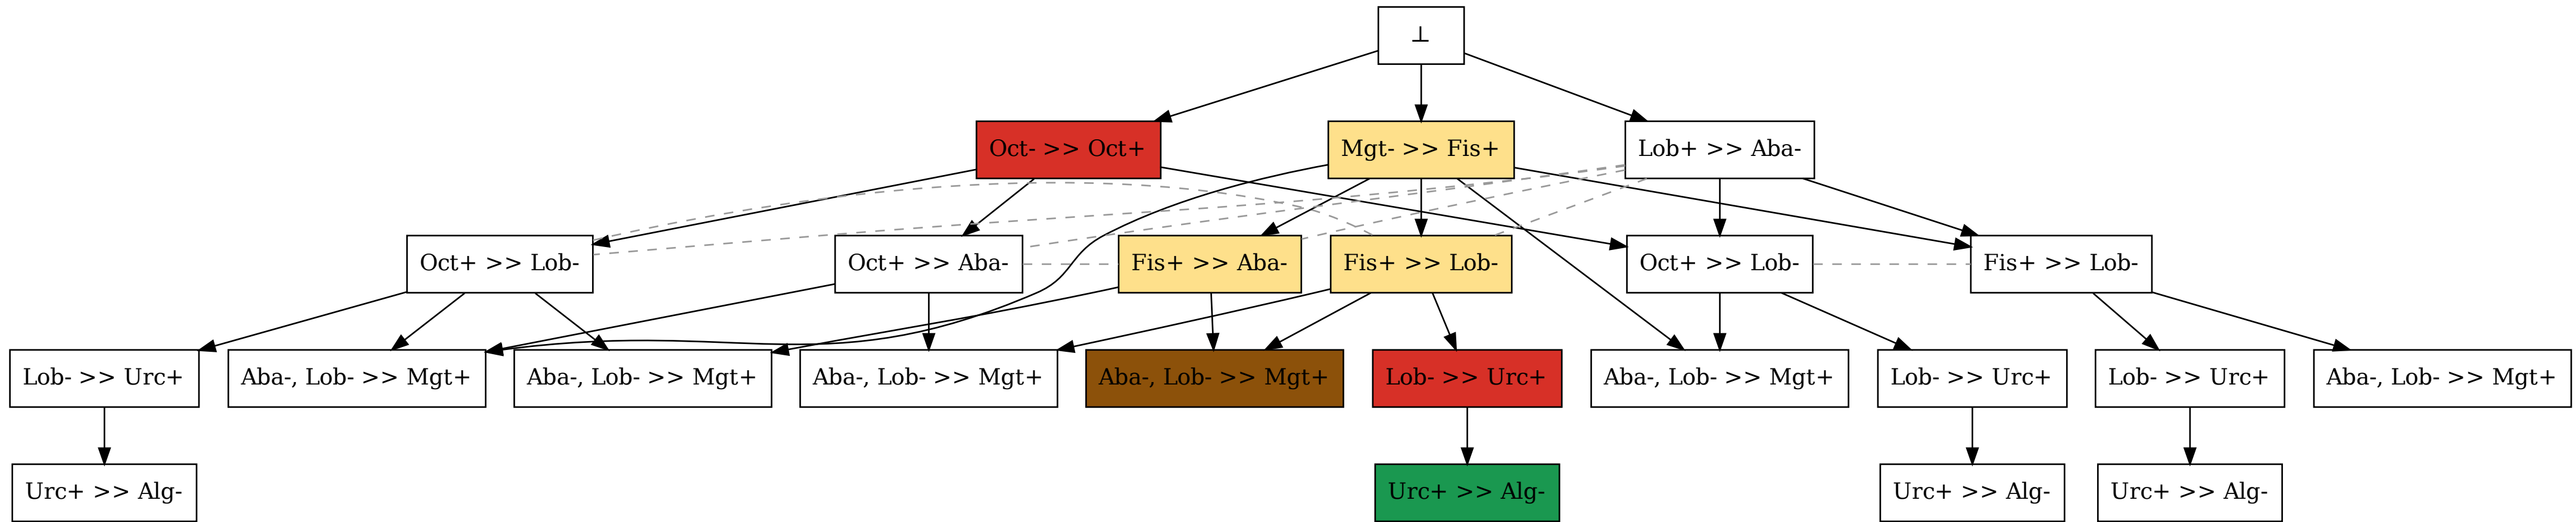 ⊥
Oct- >> Oct+
Mgt- >> Fis+
Lob+ >> Aba-
Oct+ >> Lob-
Oct+ >> Aba-
Fis+ >> Aba-
Fis+ >> Lob-
Oct+ >> Lob-
Fis+ >> Lob-
Lob- >> Urc+
Aba-, Lob- >> Mgt+
Aba-, Lob- >> Mgt+
Aba-, Lob- >> Mgt+
Aba-, Lob- >> Mgt+
Lob- >> Urc+
Aba-, Lob- >> Mgt+
Lob- >> Urc+
Lob- >> Urc+
Aba-, Lob- >> Mgt+
Urc+ >> Alg-
Urc+ >> Alg-
Urc+ >> Alg-
Urc+ >> Alg-